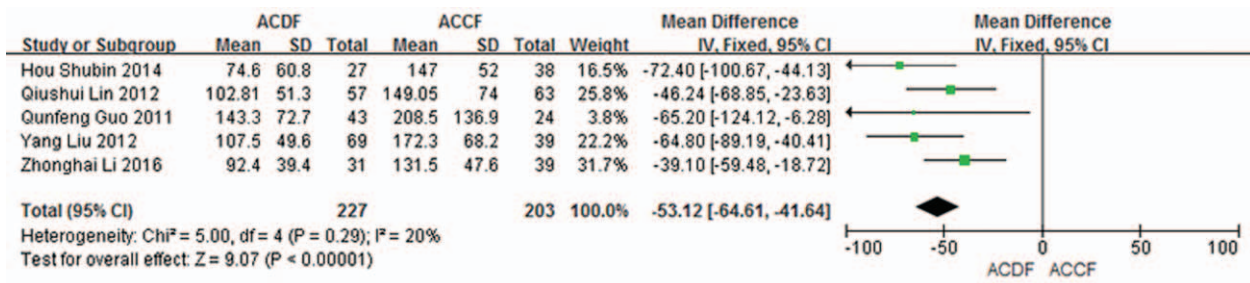 ACDF ACCF Mean Difference Mean Difference
Study or Subgroup Mean SD Total Mean SD Total Weight IV, Fixed, 95% CI IV, Fixed, 95% CI
Hou Shubin 2014 74.6 60.8 27 147 52 38 16.5% -72.40 [-100.67, -44.13]
Qiushui Lin 2012 102.81 51.3 57 149.05 74 63 25.8% -46.24 [-68.85, -23.63]
Qunfeng Guo 2011 143.3 72.7 43 208.5 136.9 24 3.8% -65.20 [-124.12, -6.28]
Yang Liu 2012 107.5 49.6 69 172.3 68.2 39 22.2% -64.80 [-89.19, -40.41]
Zhonghai Li 2016 92.4 39.4 31 131.5 47.6 39 31.7% -39.10 [-59.48, -18.72]
Total (95% CI) 227 203 100.0% -53.12 [-64.61, -41.64]
Heterogeneity: Chi² = 5.00, df = 4 (P = 0.29); I² = 20%
Test for overall effect: Z = 9.07 (P < 0.00001)
-100 -50 0 50 100
ACDF ACCF